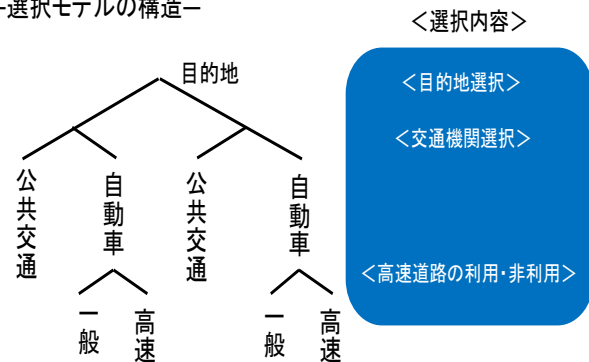 −選択モデルの構造−
＜選択内容＞
目的地
＜目的地選択＞
＜交通機関選択＞
公共交通
自動車
公共交通
自動車
＜高速道路の利用・非利用＞
一般
高速
一般
高速